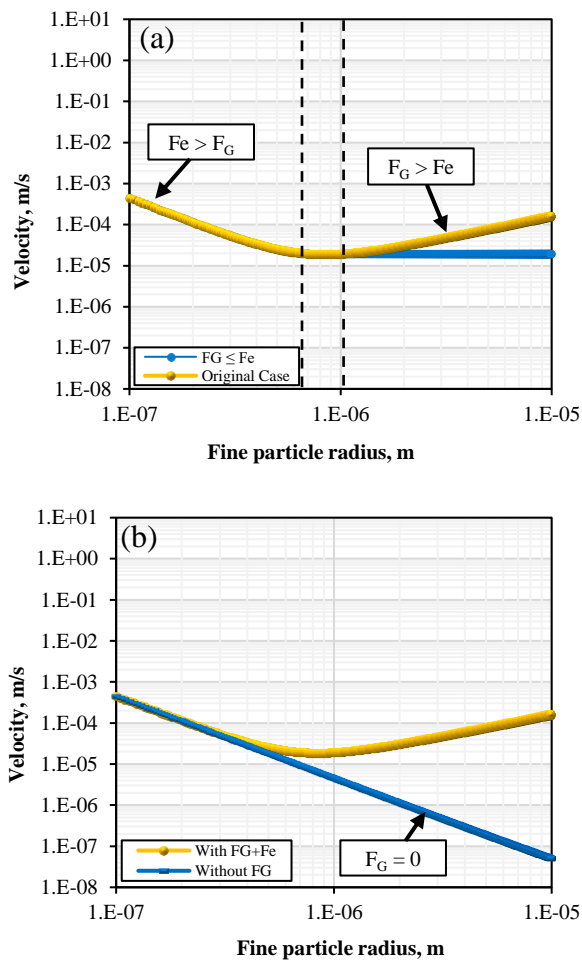 (a)
1.E+01
1.E+00
1.E-01
1.E-02
1.E-03
1.E-04
1.E-05
1.E-06
1.E-07
1.E-08
Velocity, m/s
Fe > FG
FG > Fe
FG ≤ Fe
Original Case
1.E-07 1.E-06 1.E-05
Fine particle radius, m
(b)
1.E+01
1.E+00
1.E-01
1.E-02
1.E-03
1.E-04
1.E-05
1.E-06
1.E-07
1.E-08
Velocity, m/s
With FG+Fe
Without FG
FG = 0
1.E-07 1.E-06 1.E-05
Fine particle radius, m